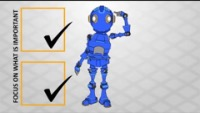 FOCUS ON WHAT IS IMPORTANT